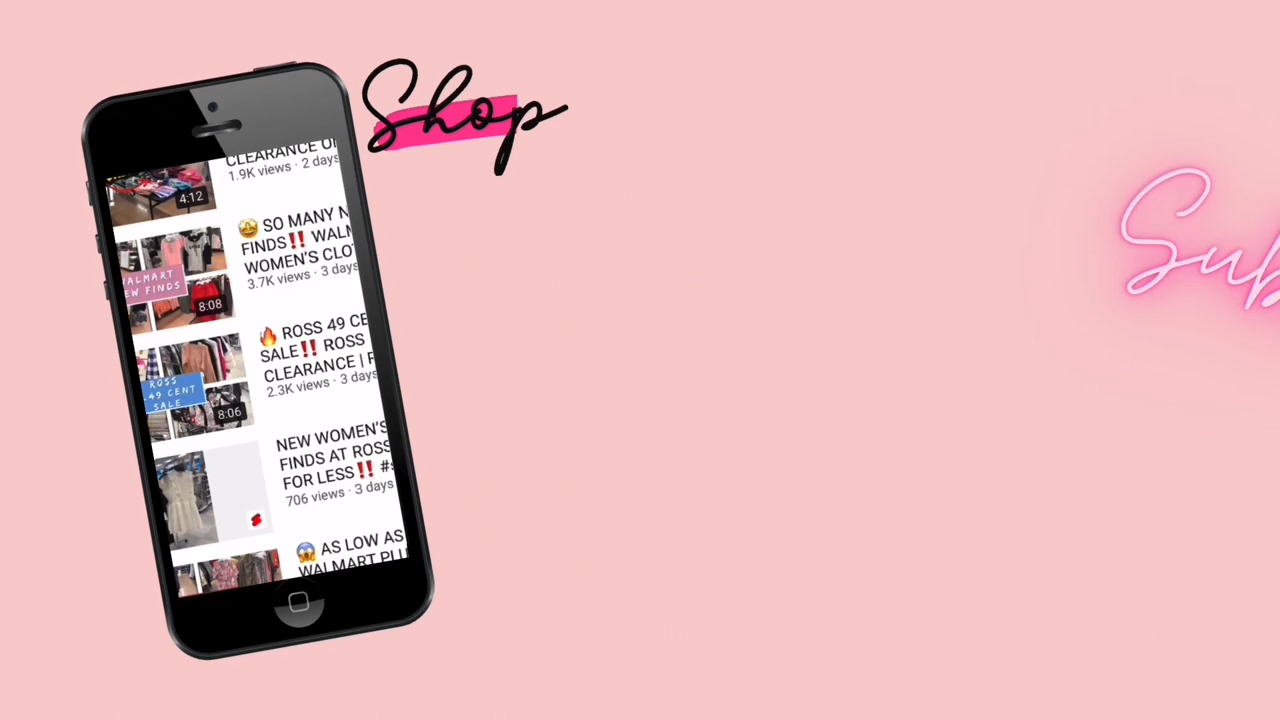 Shop
Sub
CLEARANCE
1.9K views · 2 days
4:12
🤩 SO MANY N
FINDS‼️ WALM
WOMEN'S CLO
3.7K views · 3 days
WALMART
NEW FINDS
8:08
🔥 ROSS 49 CE
SALE‼️ ROSS
CLEARANCE | F
2.3K views · 3 days
ROSS
.49 CENT
SALE
8:06
NEW WOMEN'S
FINDS AT ROSS
FOR LESS‼️ #
706 views · 3 days
😱 AS LOW AS
WALMART PLU